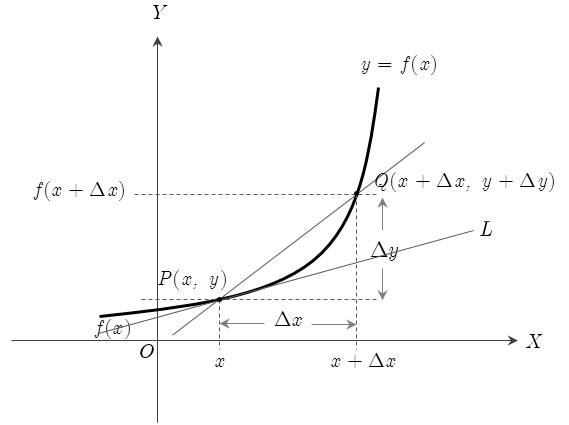 Y
y = f(x)
f(x + Δx)
Q(x + Δx, y + Δy)
L
Δy
P(x, y)
Δx
f(x)
O
x
x + Δx
X